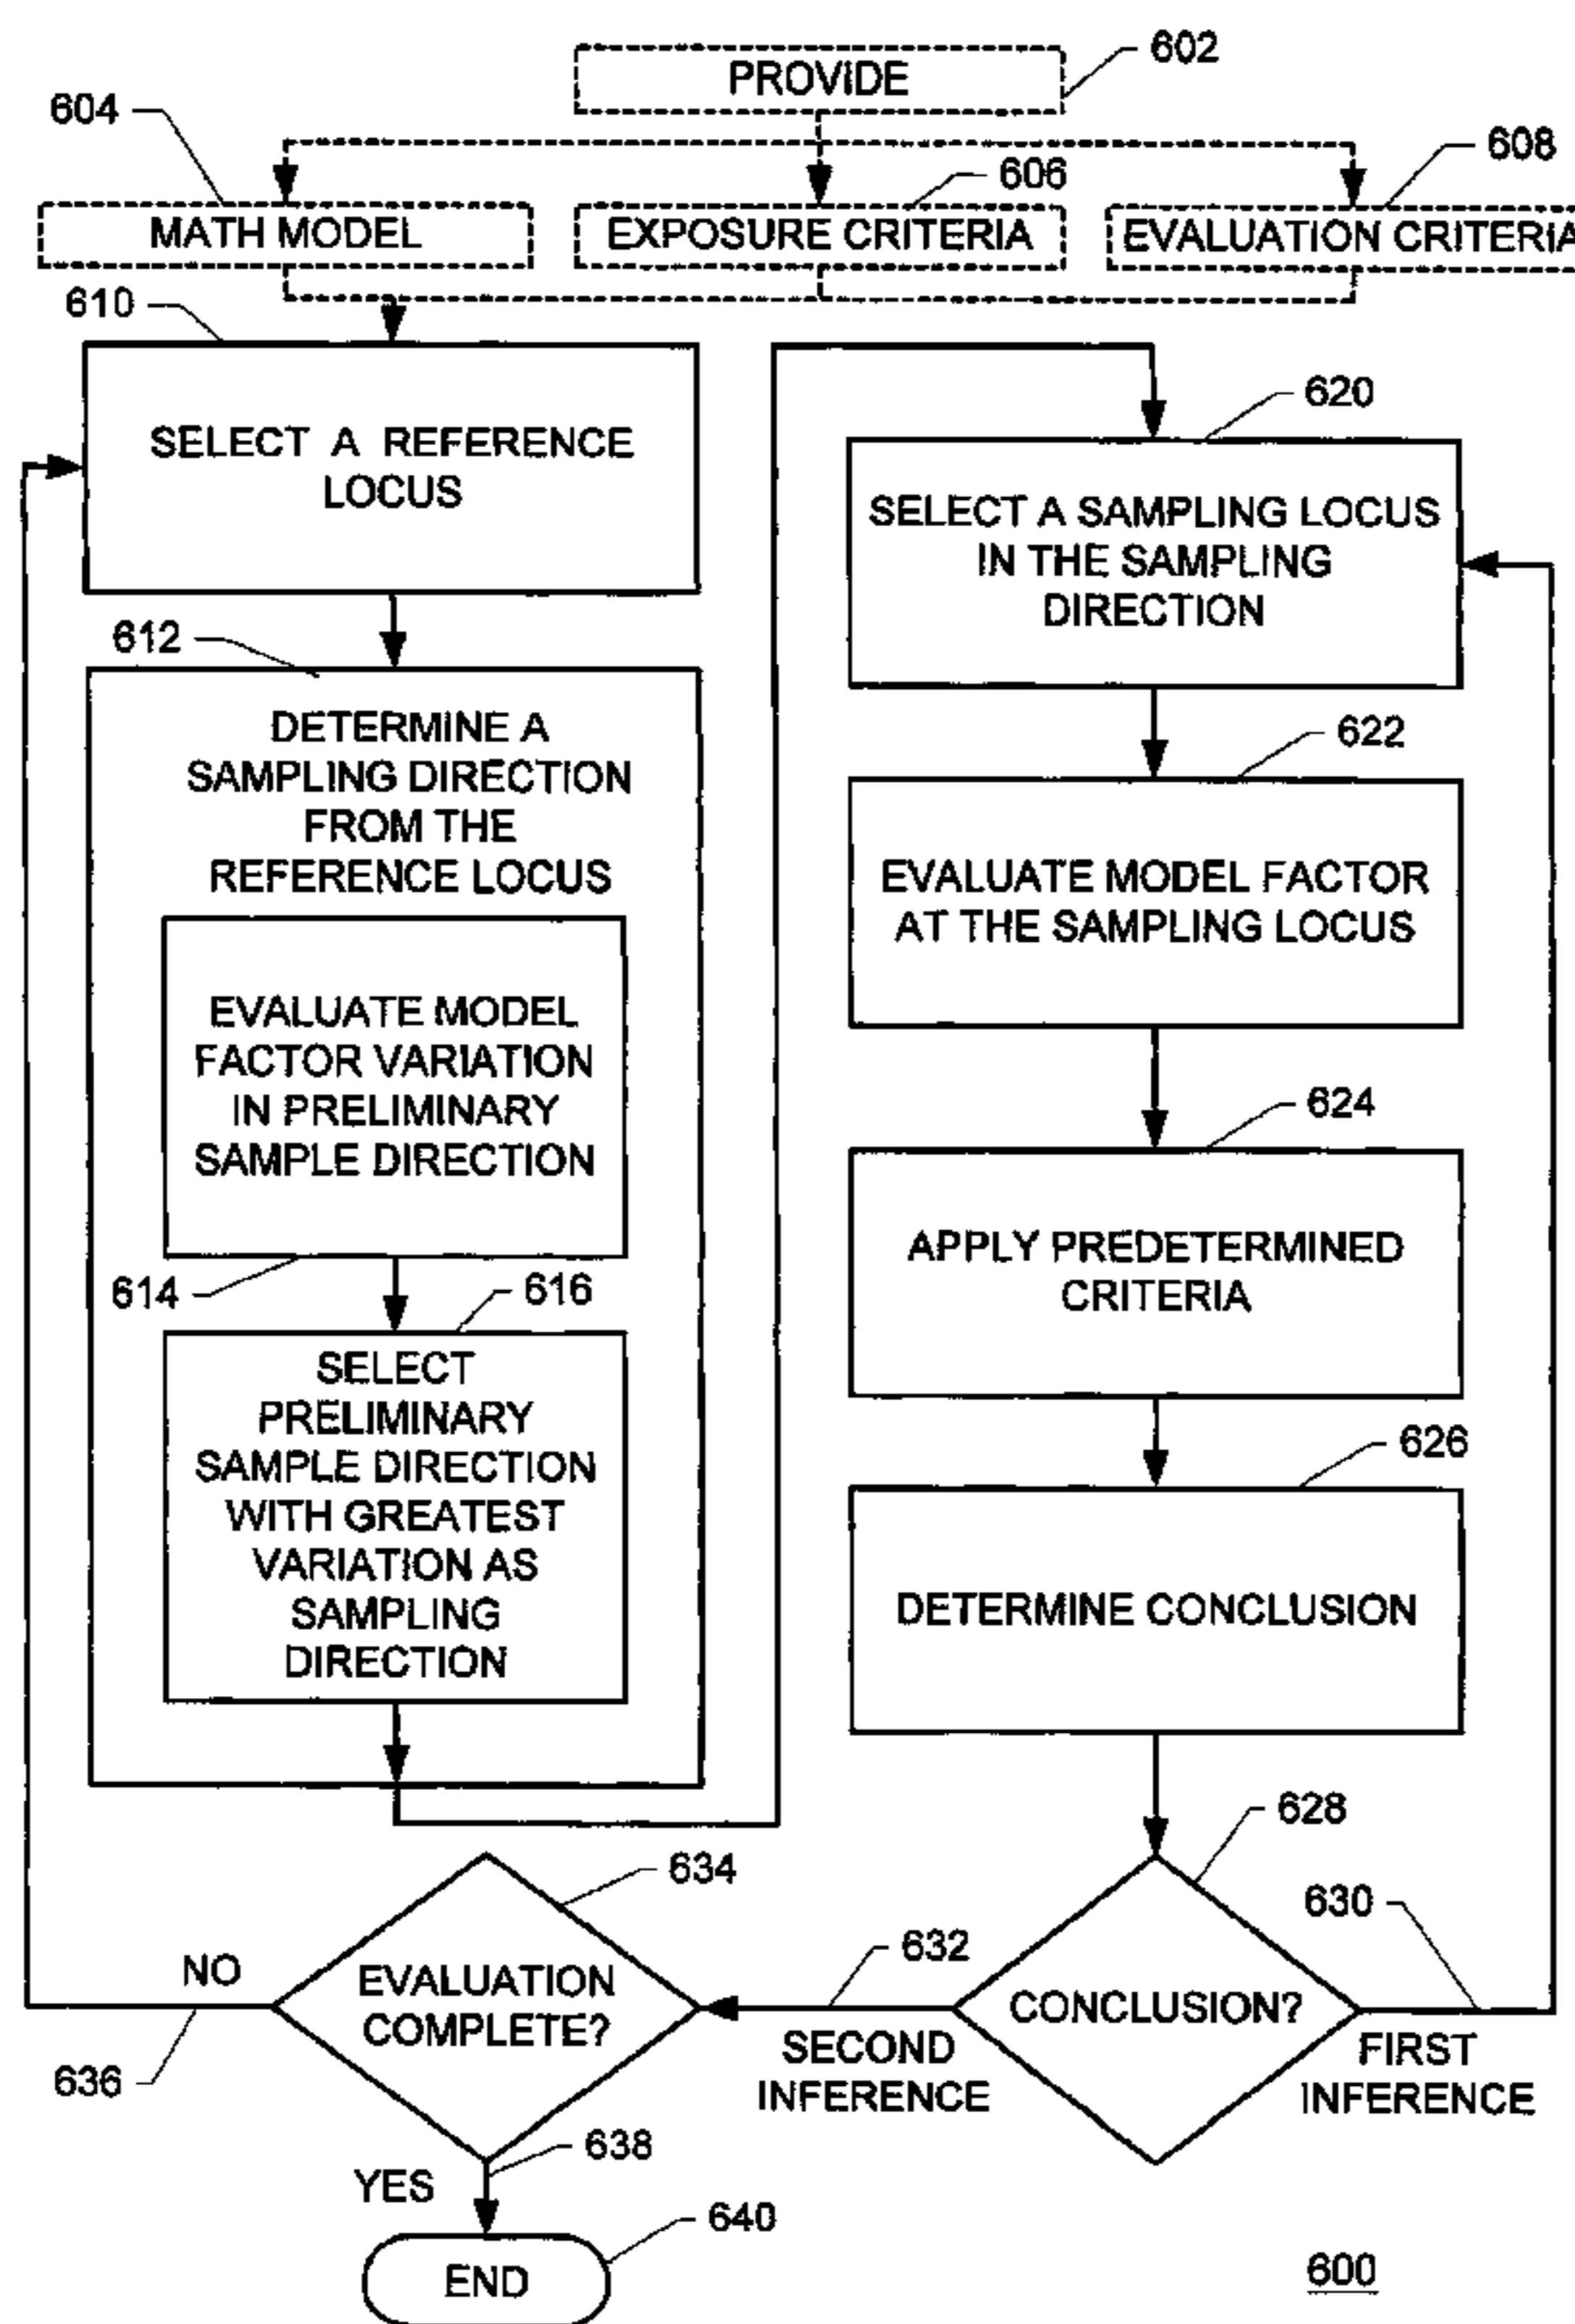 602
PROVIDE
604
606
608
MATH MODEL
EXPOSURE CRITERIA
EVALUATION CRITERIA
610
SELECT A REFERENCE
LOCUS
612
DETERMINE A
SAMPLING DIRECTION
FROM THE
REFERENCE LOCUS
EVALUATE MODEL
FACTOR VARIATION
IN PRELIMINARY
SAMPLE DIRECTION
614
616
SELECT
PRELIMINARY
SAMPLE DIRECTION
WITH GREATEST
VARIATION AS
SAMPLING
DIRECTION
620
SELECT A SAMPLING LOCUS
IN THE SAMPLING
DIRECTION
622
EVALUATE MODEL FACTOR
AT THE SAMPLING LOCUS
624
APPLY PREDETERMINED
CRITERIA
626
DETERMINE CONCLUSION
628
CONCLUSION?
630
FIRST
INFERENCE
632
SECOND
INFERENCE
634
EVALUATION
COMPLETE?
NO
636
638
YES
640
END
600